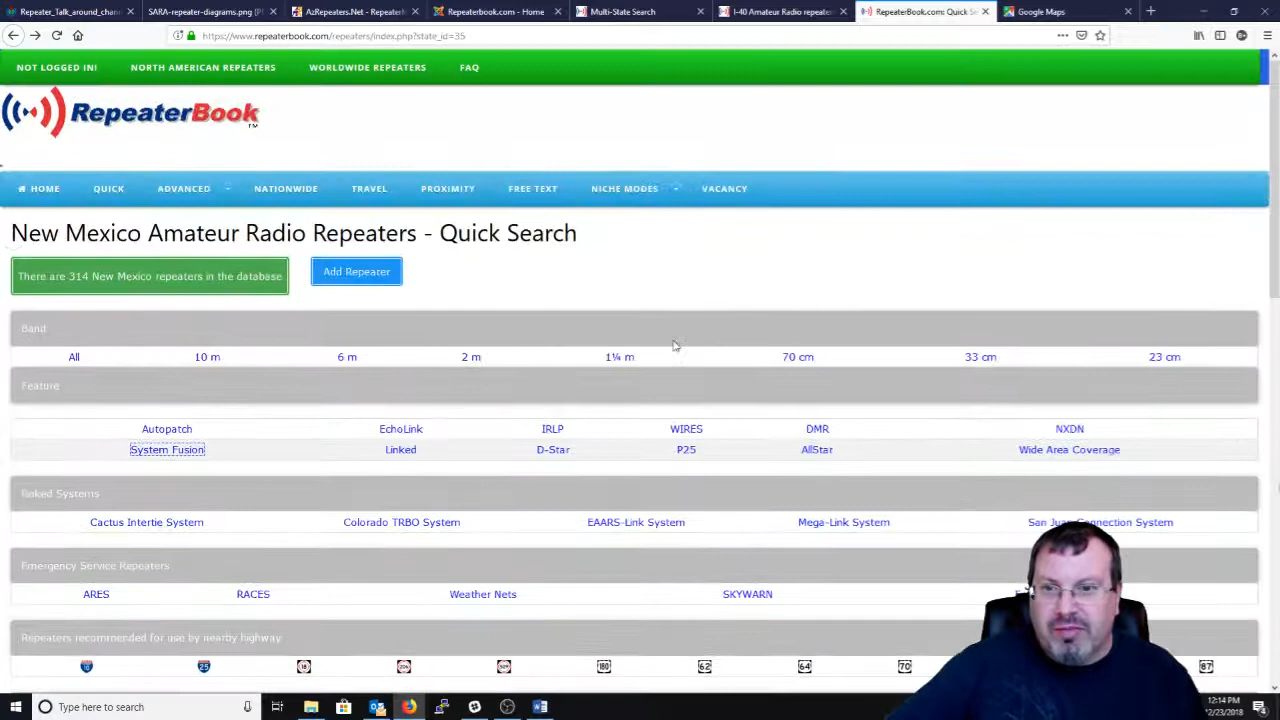 Repeater_Talk_around_chan
SARA-repeater-diagrams.png (P
AzRepeaters.Net - Repeaterb
Repeaterbook.com - Home
Multi-State Search
I-40 Amateur Radio repeaters
RepeaterBook.com: Quick Se
Google Maps
https://www.repeaterbook.com/repeaters/index.php?state_id=35
NOT LOGGED IN!
NORTH AMERICAN REPEATERS
WORLDWIDE REPEATERS
FAQ
RepeaterBook™
HOME
QUICK
ADVANCED
NATIONWIDE
TRAVEL
PROXIMITY
FREE TEXT
NICHE MODES
VACANCY
New Mexico Amateur Radio Repeaters - Quick Search
There are 314 New Mexico repeaters in the database
Add Repeater
Band
All 10 m 6 m 2 m 1¼ m 70 cm 33 cm 23 cm
Feature
Autopatch EchoLink IRLP WIRES DMR NXDN
System Fusion Linked D-Star P25 AllStar Wide Area Coverage
Linked Systems
Cactus Intertie System Colorado TRBO System EAARS-Link System Mega-Link System San Juan Connection System
Emergency Service Repeaters
ARES RACES Weather Nets SKYWARN
Repeaters recommended for use by nearby highway
10 25 180 62 64 70 87
Type here to search
12:14 PM
12/23/2018